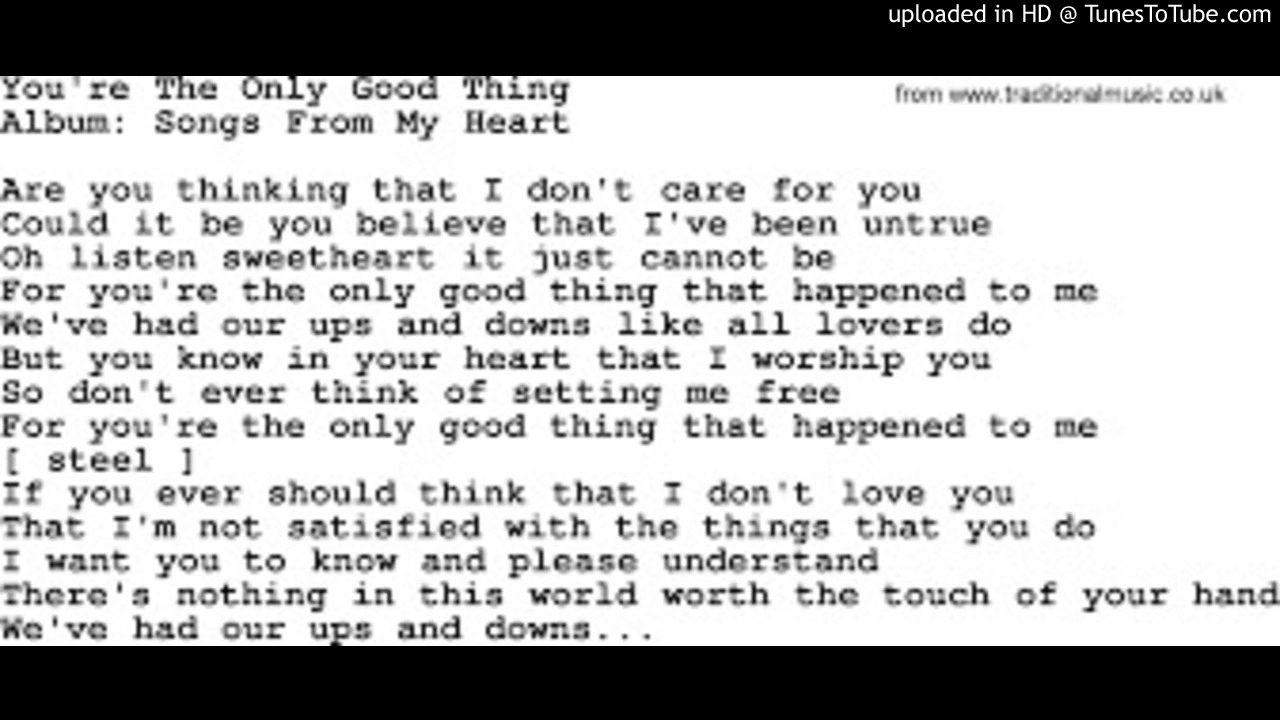 uploaded in HD @ TunesToTube.com
You're The Only Good Thing
from www.traditionalmusic.co.uk
Album: Songs From My Heart
Are you thinking that I don't care for you
Could it be you believe that I've been untrue
Oh listen sweetheart it just cannot be
For you're the only good thing that happened to me
We've had our ups and downs like all lovers do
But you know in your heart that I worship you
So don't ever think of setting me free
For you're the only good thing that happened to me
[ steel ]
If you ever should think that I don't love you
That I'm not satisfied with the things that you do
I want you to know and please understand
There's nothing in this world worth the touch of your hand
We've had our ups and downs...